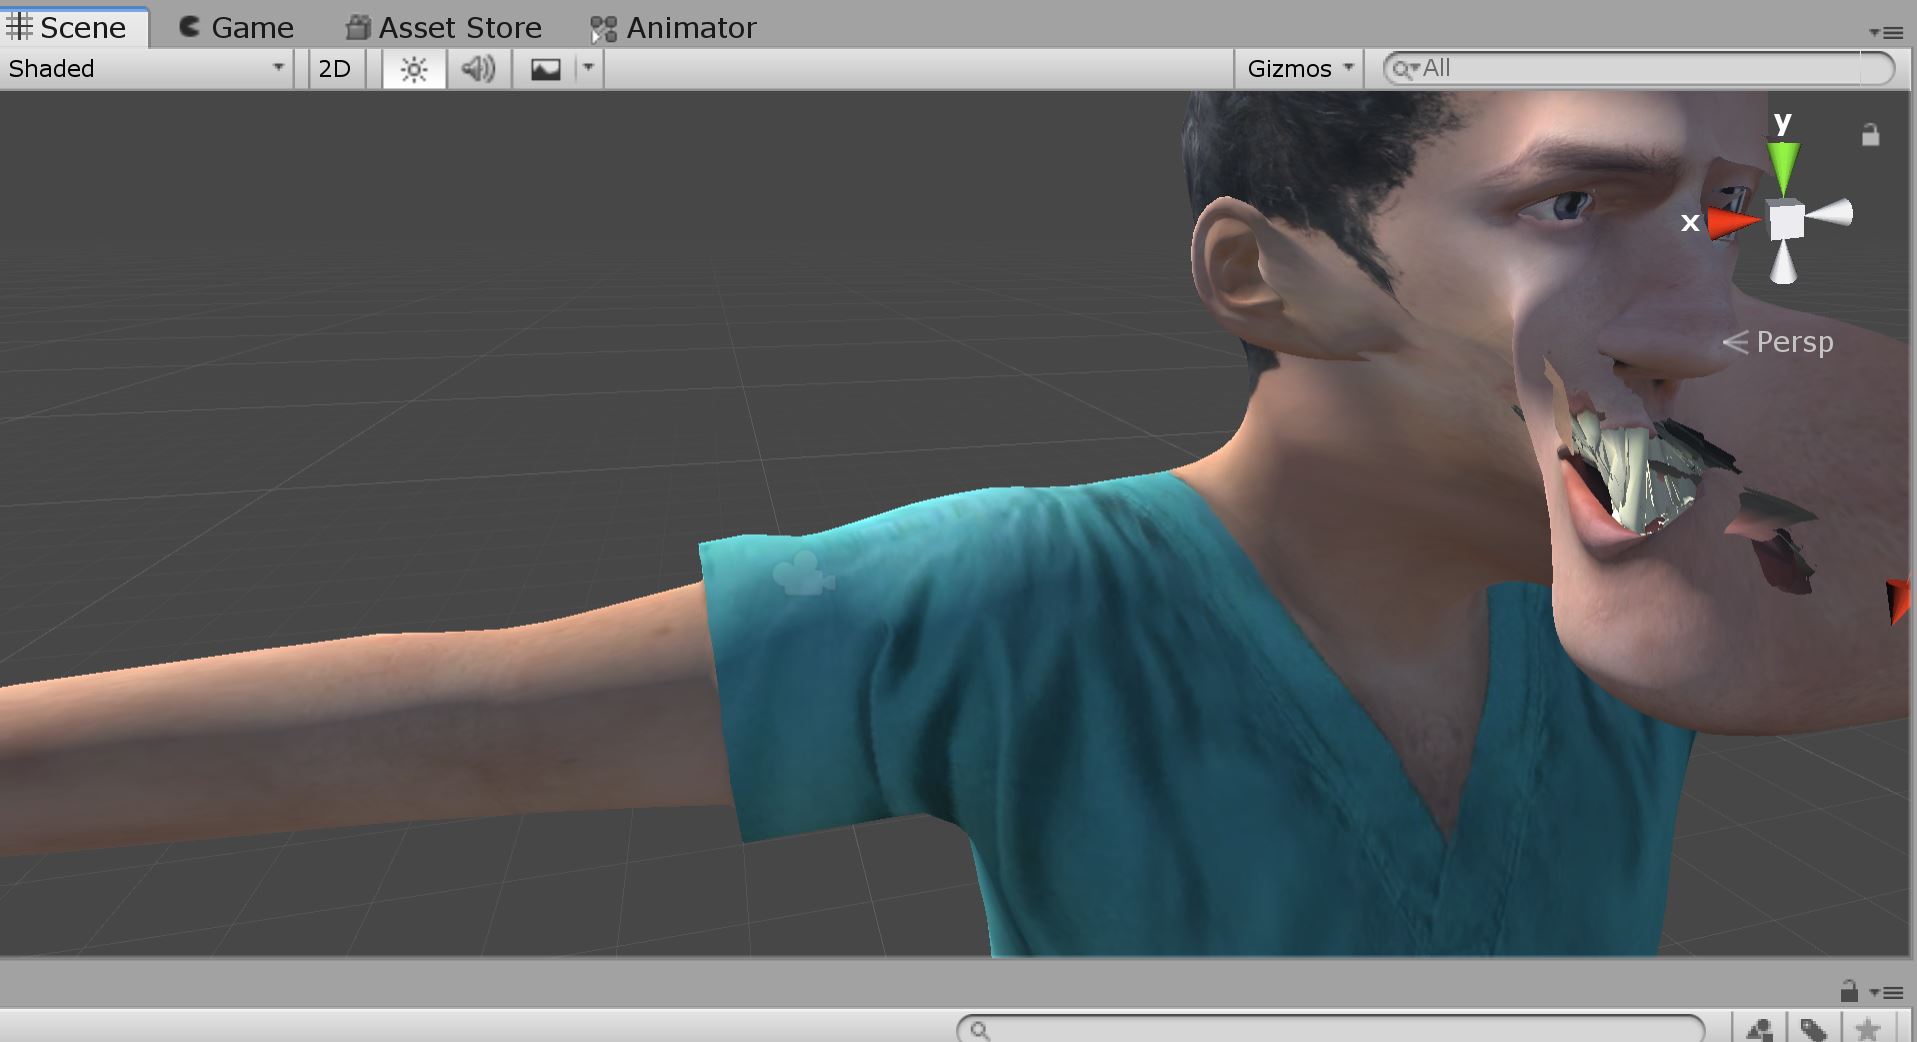 Scene Game Asset Store Animator
Shaded 2D Gizmos All
y
x
Persp